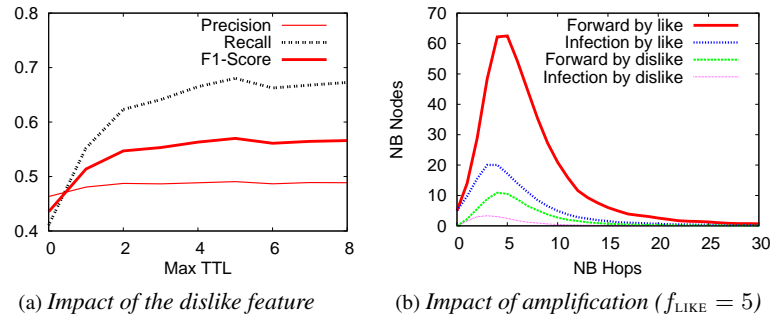 Precision
Recall
F1-Score
0.8
0.7
0.6
0.5
0.4
0 2 4 6 8
Max TTL
(a) Impact of the dislike feature
Forward by like
Infection by like
Forward by dislike
Infection by dislike
NB Nodes
70
60
50
40
30
20
10
0
0 5 10 15 20 25 30
NB Hops
(b) Impact of amplification (fLIKE = 5)